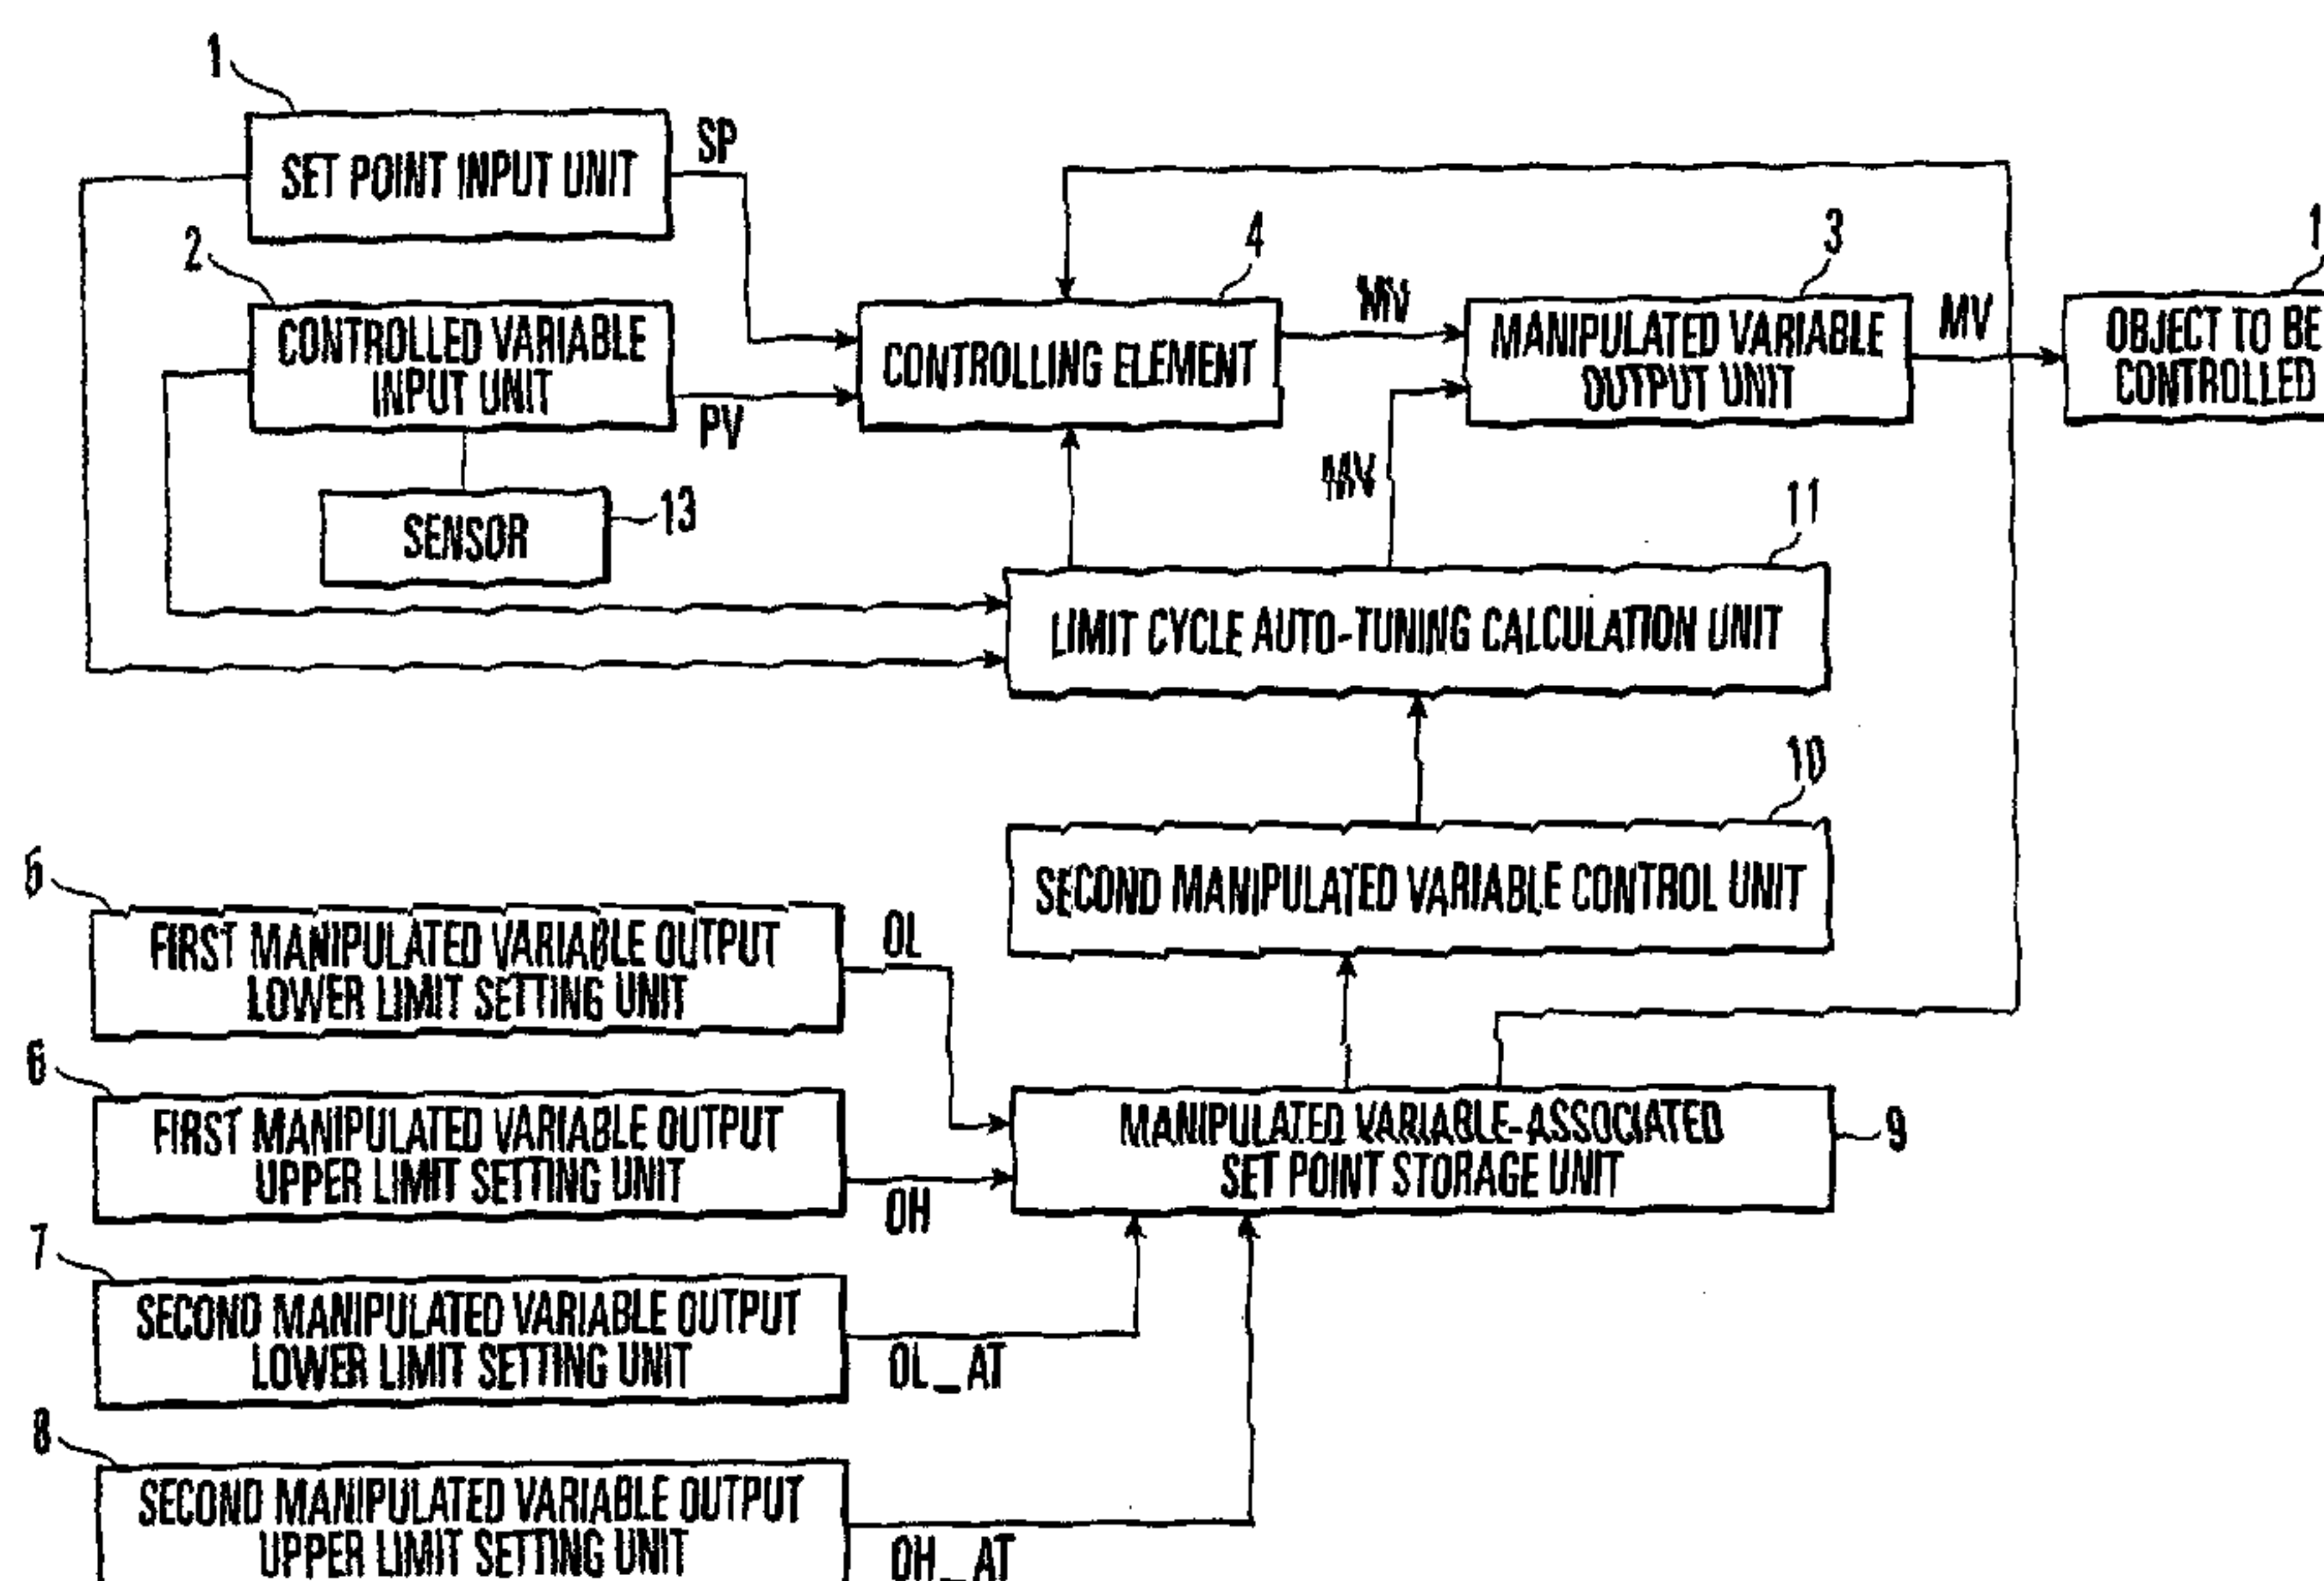 1
SET POINT INPUT UNIT
SP
2
CONTROLLED VARIABLE
INPUT UNIT
PV
SENSOR
13
4
CONTROLLING ELEMENT
MV
3
MANIPULATED VARIABLE
OUTPUT UNIT
MV
OBJECT TO BE
CONTROLLED
MV
11
LIMIT CYCLE AUTO-TUNING CALCULATION UNIT
10
SECOND MANIPULATED VARIABLE CONTROL UNIT
5
FIRST MANIPULATED VARIABLE OUTPUT
LOWER LIMIT SETTING UNIT
OL
6
FIRST MANIPULATED VARIABLE OUTPUT
UPPER LIMIT SETTING UNIT
OH
MANIPULATED VARIABLE-ASSOCIATED
SET POINT STORAGE UNIT
9
7
SECOND MANIPULATED VARIABLE OUTPUT
LOWER LIMIT SETTING UNIT
OL_AT
8
SECOND MANIPULATED VARIABLE OUTPUT
UPPER LIMIT SETTING UNIT
OH_AT